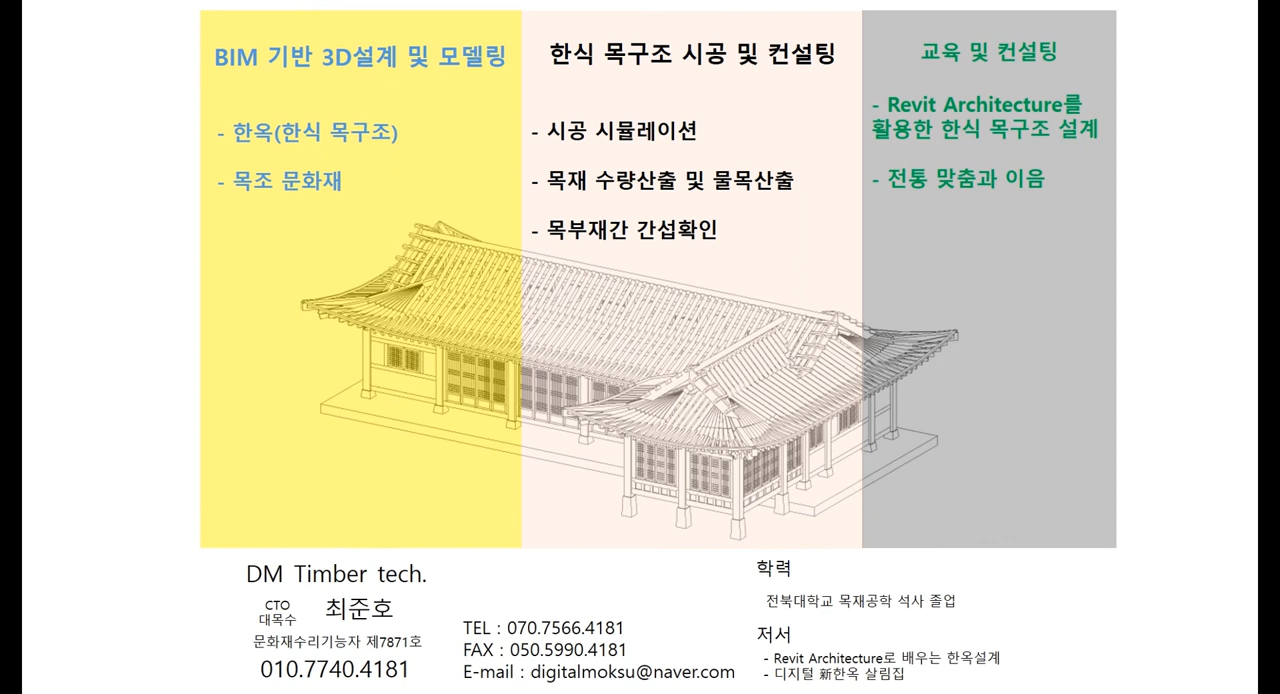 BIM 기반 3D설계 및 모델링
- 한옥(한식 목구조)
- 목조 문화재
한식 목구조 시공 및 컨설팅
- 시공 시뮬레이션
- 목재 수량산출 및 물목산출
- 목부재간 간섭확인
교육 및 컨설팅
- Revit Architecture를
활용한 한식 목구조 설계
- 전통 맞춤과 이음
DM Timber tech.
CTO
대목수
최준호
문화재수리기능자 제7871호
010.7740.4181
TEL : 070.7566.4181
FAX : 050.5990.4181
E-mail : digitalmoksu@naver.com
학력
전북대학교 목재공학 석사 졸업
저서
- Revit Architecture로 배우는 한옥설계
- 디지털 新한옥 살림집